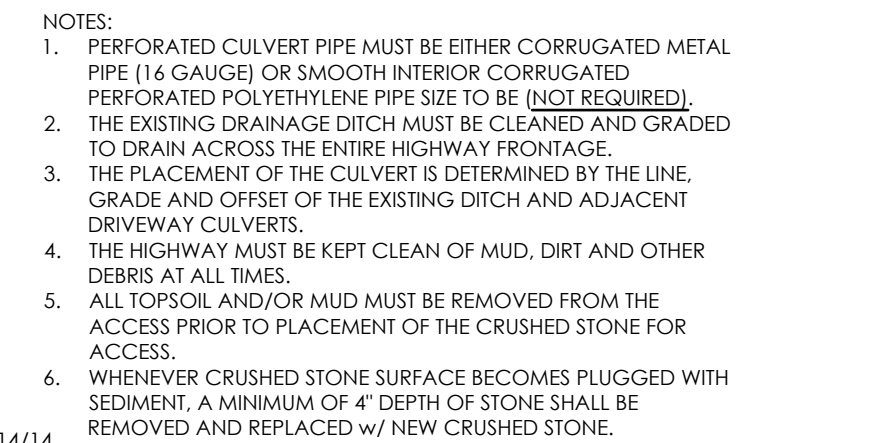 NOTES:
1. PERFORATED CULVERT PIPE MUST BE EITHER CORRUGATED METAL
PIPE (16 GAUGE) OR SMOOTH INTERIOR CORRUGATED
PERFORATED POLYETHYLENE PIPE SIZE TO BE (NOT REQUIRED).
2. THE EXISTING DRAINAGE DITCH MUST BE CLEANED AND GRADED
TO DRAIN ACROSS THE ENTIRE HIGHWAY FRONTAGE.
3. THE PLACEMENT OF THE CULVERT IS DETERMINED BY THE LINE,
GRADE AND OFFSET OF THE EXISTING DITCH AND ADJACENT
DRIVEWAY CULVERTS.
4. THE HIGHWAY MUST BE KEPT CLEAN OF MUD, DIRT AND OTHER
DEBRIS AT ALL TIMES.
5. ALL TOPSOIL AND/OR MUD MUST BE REMOVED FROM THE
ACCESS PRIOR TO PLACEMENT OF THE CRUSHED STONE FOR
ACCESS.
6. WHENEVER CRUSHED STONE SURFACE BECOMES PLUGGED WITH
SEDIMENT, A MINIMUM OF 4" DEPTH OF STONE SHALL BE
REMOVED AND REPLACED w/ NEW CRUSHED STONE.